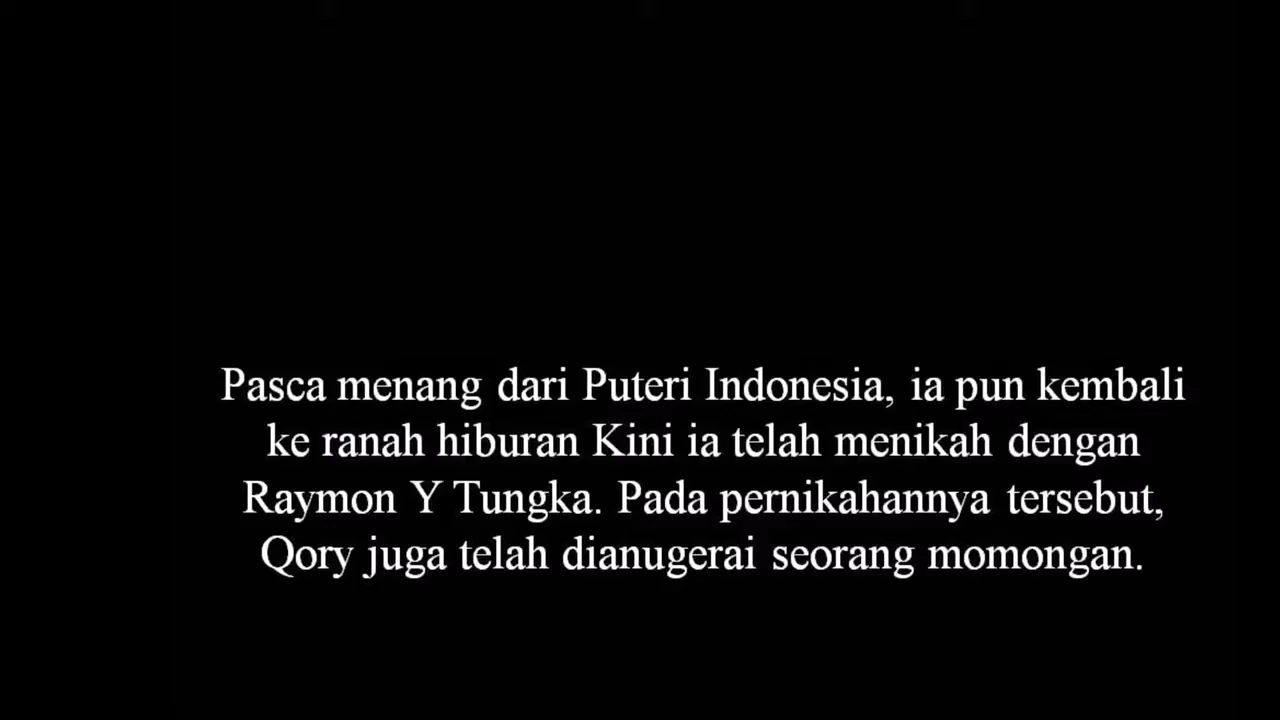 Pasca menang dari Puteri Indonesia, ia pun kembali
ke ranah hiburan Kini ia telah menikah dengan
Raymon Y Tungka. Pada pernikahannya tersebut,
Qory juga telah dianugerai seorang momongan.